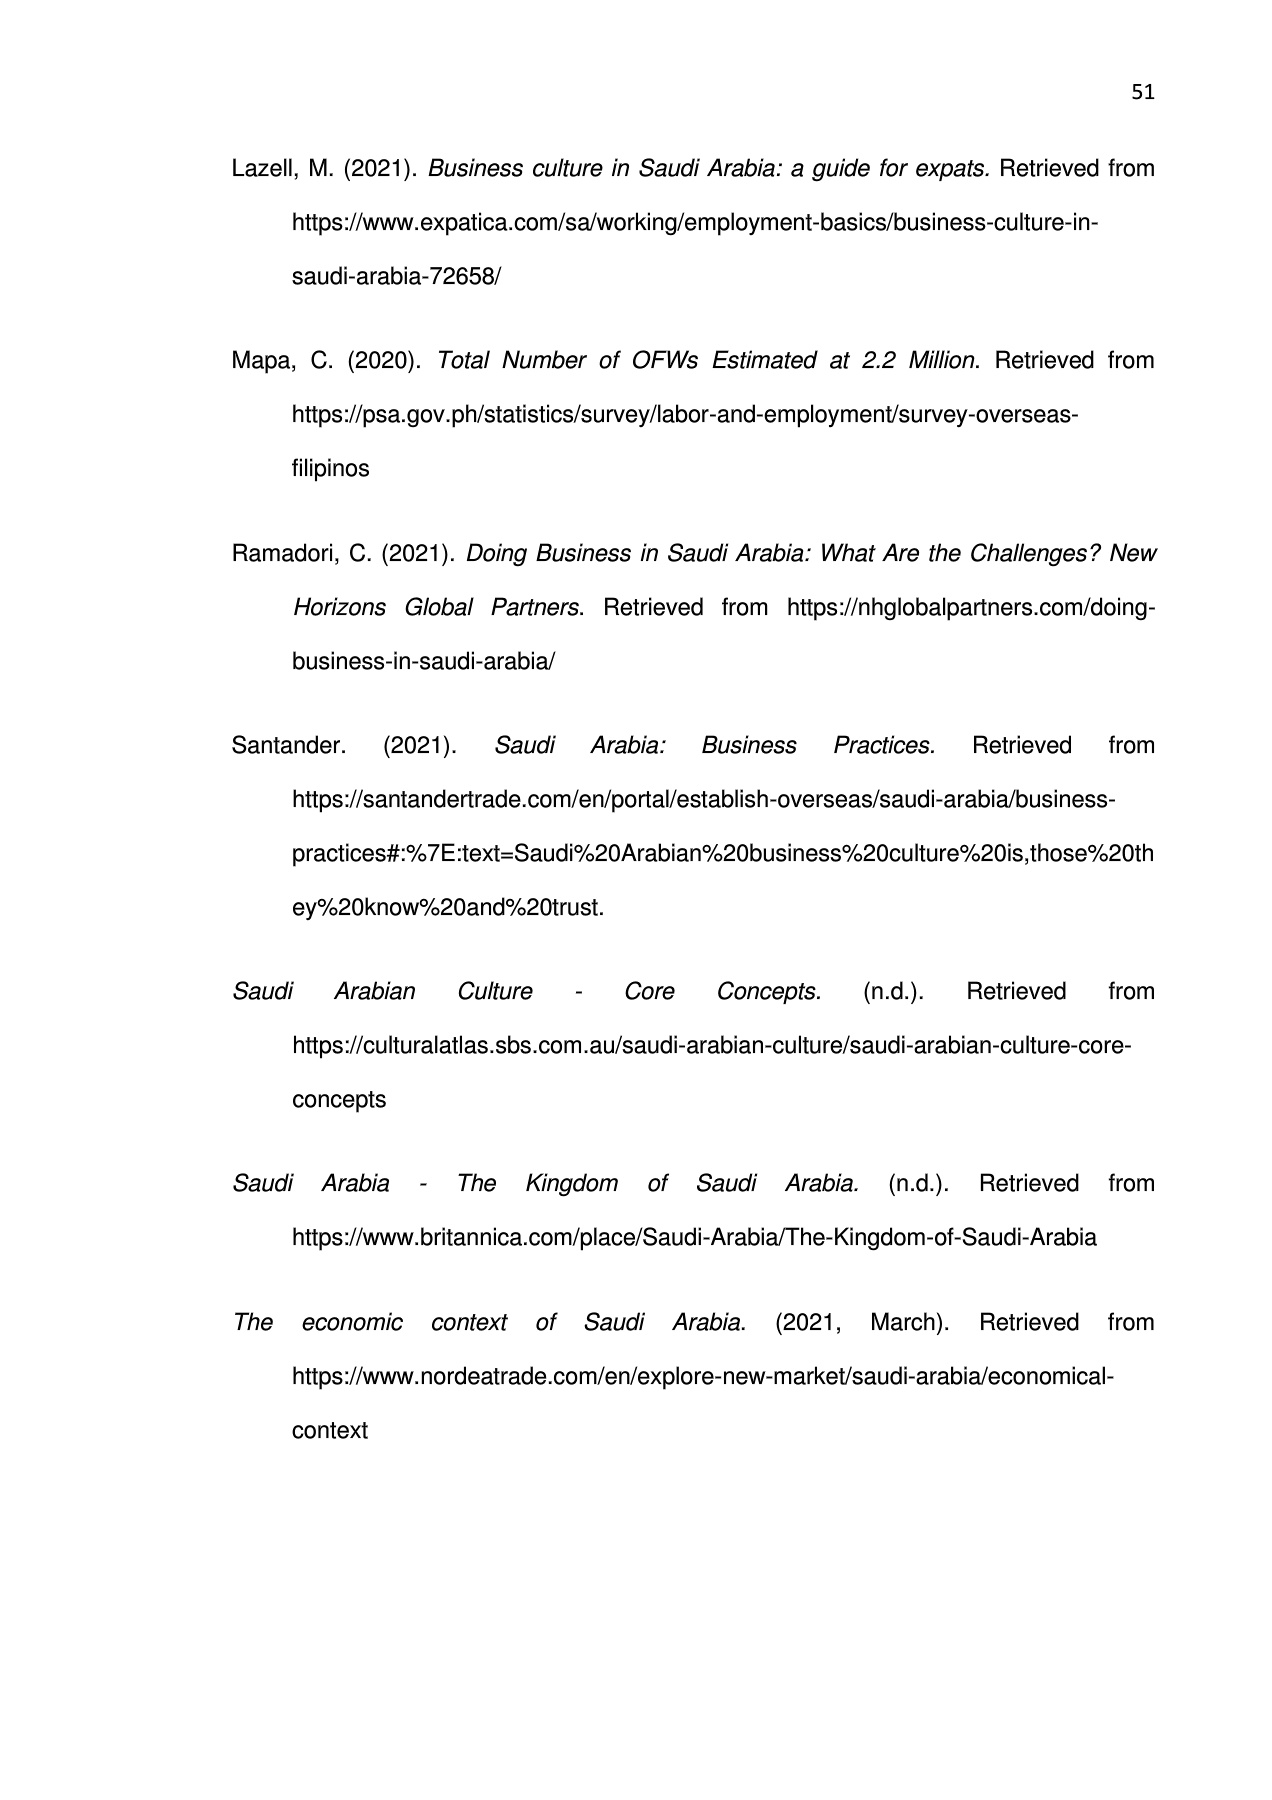 51
Lazell, M. (2021). Business culture in Saudi Arabia: a guide for expats. Retrieved from
https://www.expatica.com/sa/working/employment-basics/business-culture-in-
saudi-arabia-72658/
Mapa, C. (2020). Total Number of OFWs Estimated at 2.2 Million. Retrieved from
https://psa.gov.ph/statistics/survey/labor-and-employment/survey-overseas-
filipinos
Ramadori, C. (2021). Doing Business in Saudi Arabia: What Are the Challenges? New
Horizons Global Partners. Retrieved from https://nhglobalpartners.com/doing-
business-in-saudi-arabia/
Santander. (2021). Saudi Arabia: Business Practices. Retrieved from
https://santandertrade.com/en/portal/establish-overseas/saudi-arabia/business-
practices#:%7E:text=Saudi%20Arabian%20business%20culture%20is,those%20th
ey%20know%20and%20trust.
Saudi Arabian Culture - Core Concepts. (n.d.). Retrieved from
https://culturalatlas.sbs.com.au/saudi-arabian-culture/saudi-arabian-culture-core-
concepts
Saudi Arabia - The Kingdom of Saudi Arabia. (n.d.). Retrieved from
https://www.britannica.com/place/Saudi-Arabia/The-Kingdom-of-Saudi-Arabia
The economic context of Saudi Arabia. (2021, March). Retrieved from
https://www.nordeatrade.com/en/explore-new-market/saudi-arabia/economical-
context